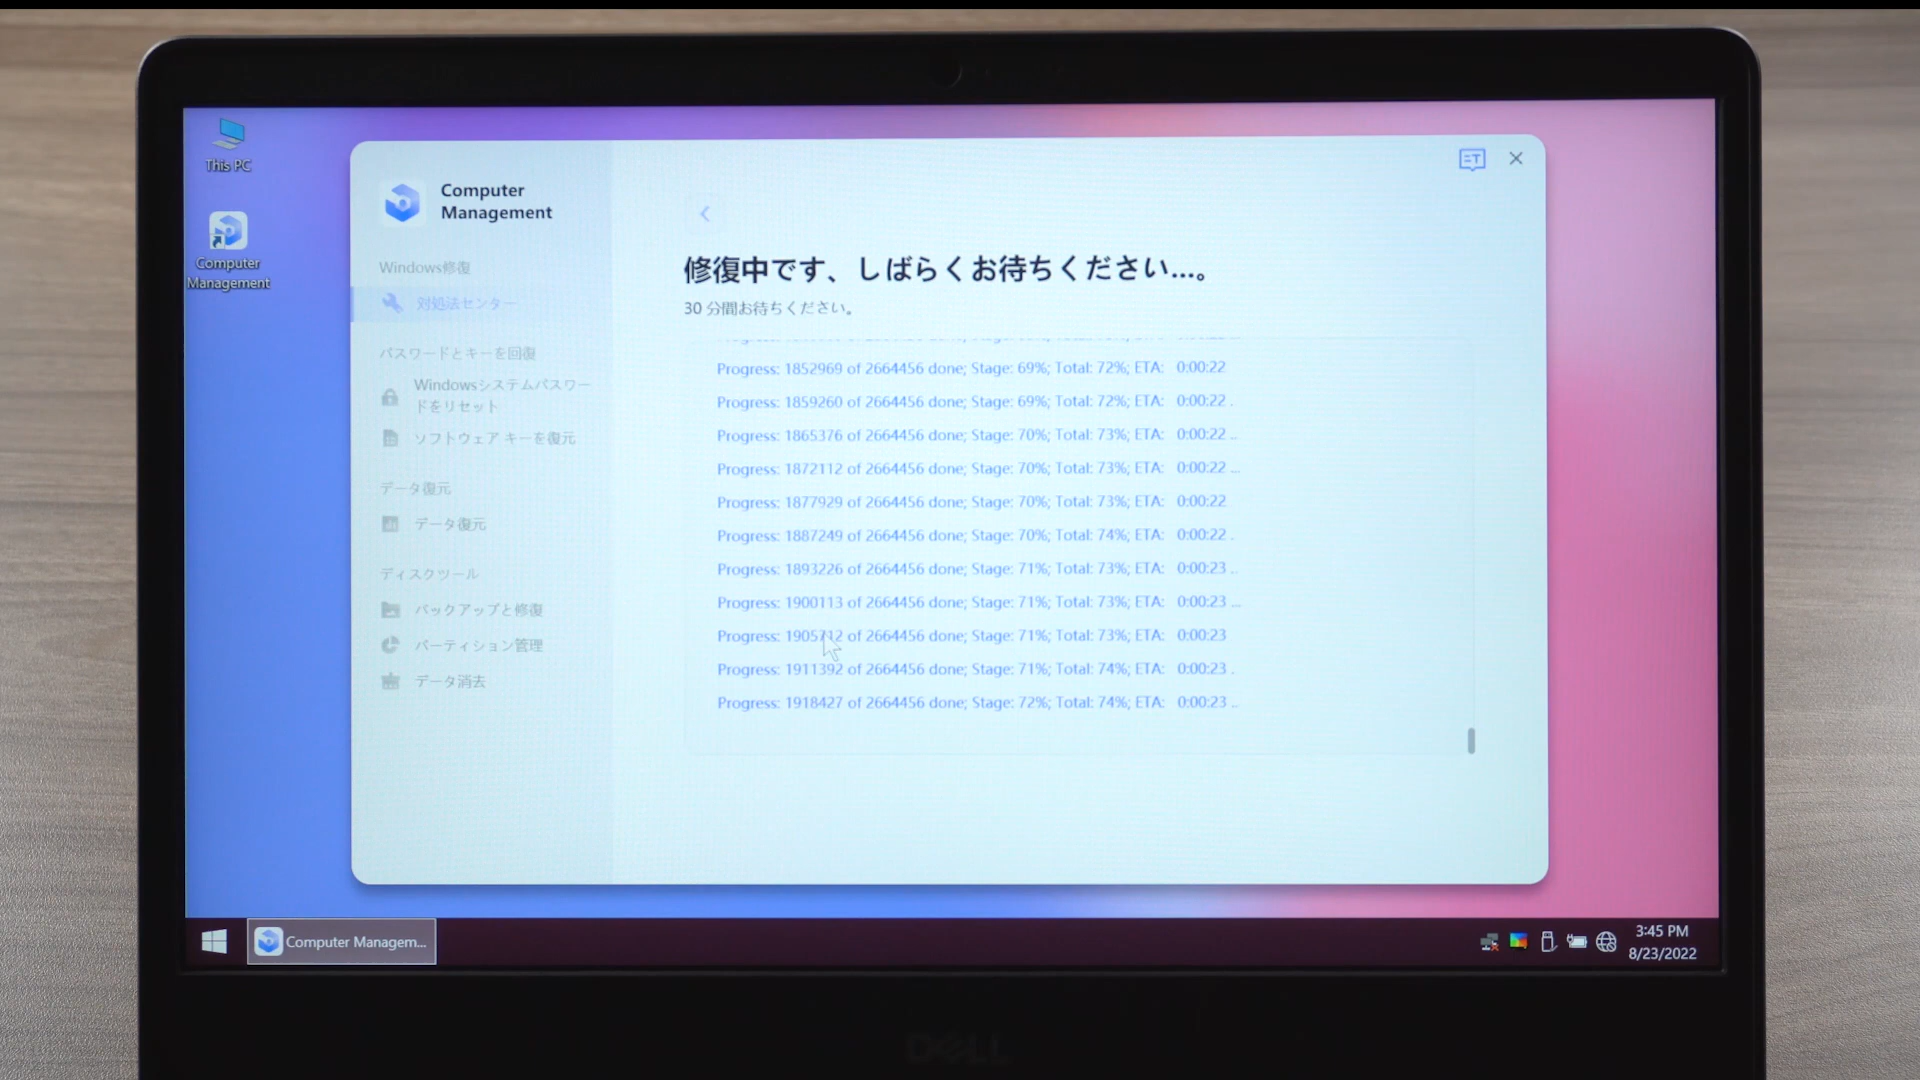 This PC
Computer
Management
Computer
Management
Windows修復
対処法センター
パスワードとキーを回復
Windowsシステムパスワー
ドをリセット
ソフトウェア キーを復元
データ復元
データ復元
ディスクツール
バックアップと修復
パーティション管理
データ消去
修復中です、しばらくお待ちください...。
30 分間お待ちください。
Progress: 1852969 of 2664456 done; Stage: 69%; Total: 72%; ETA: 0:00:22
Progress: 1859260 of 2664456 done; Stage: 69%; Total: 72%; ETA: 0:00:22 .
Progress: 1865376 of 2664456 done; Stage: 70%; Total: 73%; ETA: 0:00:22 ..
Progress: 1872112 of 2664456 done; Stage: 70%; Total: 73%; ETA: 0:00:22 ...
Progress: 1877929 of 2664456 done; Stage: 70%; Total: 73%; ETA: 0:00:22
Progress: 1887249 of 2664456 done; Stage: 70%; Total: 74%; ETA: 0:00:22 .
Progress: 1893226 of 2664456 done; Stage: 71%; Total: 73%; ETA: 0:00:23 ..
Progress: 1900113 of 2664456 done; Stage: 71%; Total: 73%; ETA: 0:00:23 ...
Progress: 1905712 of 2664456 done; Stage: 71%; Total: 73%; ETA: 0:00:23
Progress: 1911392 of 2664456 done; Stage: 71%; Total: 74%; ETA: 0:00:23 .
Progress: 1918427 of 2664456 done; Stage: 72%; Total: 74%; ETA: 0:00:23 ..
Computer Managem...
3:45 PM
8/23/2022
DELL